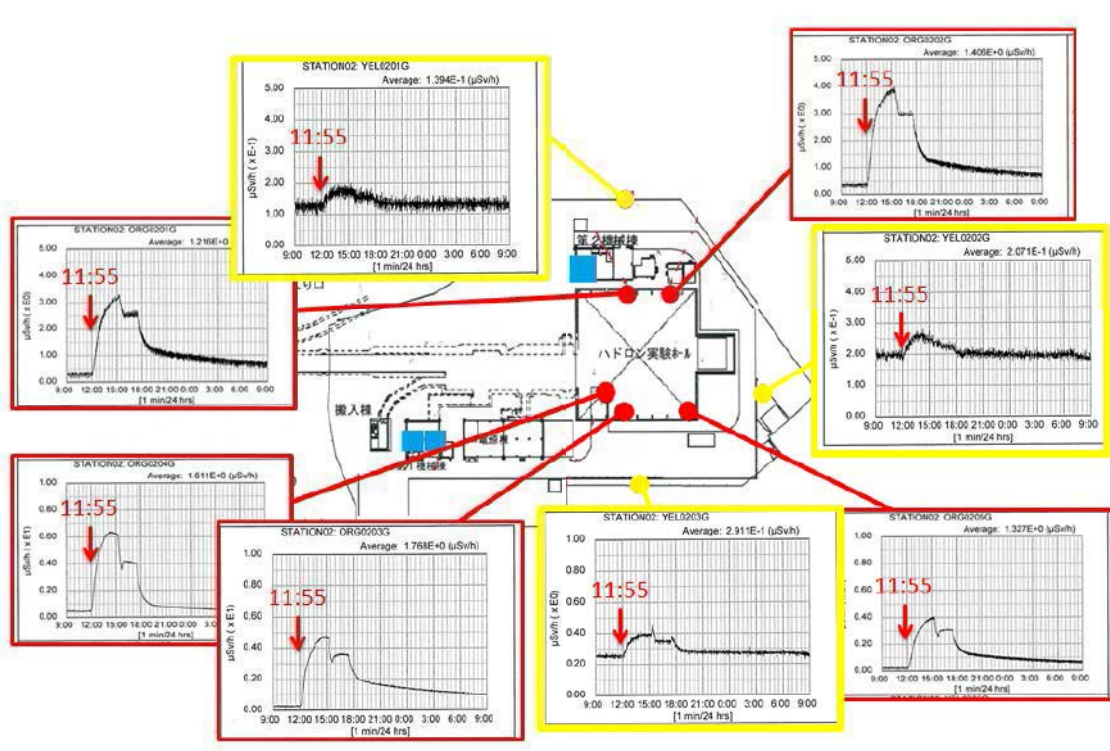 STATION02: ORG0202G
Average: 1.406E+0 (μSv/h)
11:55
μSv/h ( x E0)
5.00
4.00
3.00
2.00
1.00
0.00
9:00 12:00 15:00 18:00 21:00 0:00 3:00 6:00 9:00
[1 min/24 hrs]
STATION02: YEL0201G
Average: 1.394E-1 (μSv/h)
11:55
μSv/h ( x E-1)
5.00
4.00
3.00
2.00
1.00
0.00
9:00 12:00 15:00 18:00 21:00 0:00 3:00 6:00 9:00
[1 min/24 hrs]
STATION02: ORG0201G
Average: 1.216E+0
11:55
μSv/h ( x E0)
5.00
4.00
3.00
2.00
1.00
0.00
9:00 12:00 15:00 18:00 21:00 0:00 3:00 6:00 9:00
[1 min/24 hrs]
STATION02: YEL0202G
Average: 2.071E-1 (μSv/h)
11:55
μSv/h ( x E-1)
5.00
4.00
3.00
2.00
1.00
0.00
9:00 12:00 15:00 18:00 21:00 0:00 3:00 6:00 9:00
[1 min/24 hrs]
第2機械棟
ハドロン実験ホール
搬入棟
第1機械棟
STATION02: ORG0204G
Average: 1.611E+0 (μSv/h)
11:55
μSv/h ( x E1)
1.00
0.80
0.60
0.40
0.20
0.00
9:00 12:00 15:00 18:00 21:00 0:00 3:00 6:00 9:00
[1 min/24 hrs]
STATION02: ORG0203G
Average: 1.768E+0 (μSv/h)
11:55
μSv/h ( x E1)
1.00
0.80
0.60
0.40
0.20
0.00
9:00 12:00 15:00 18:00 21:00 0:00 3:00 6:00 9:00
[1 min/24 hrs]
STATION02: YEL0203G
Average: 2.911E-1 (μSv/h)
11:55
μSv/h ( x E0)
1.00
0.80
0.60
0.40
0.20
0.00
9:00 12:00 15:00 18:00 21:00 0:00 3:00 6:00 9:00
[1 min/24 hrs]
STATION02: ORG0205G
Average: 1.327E+0 (μSv/h)
11:55
1.00
0.80
0.60
0.40
0.20
0.00
9:00 12:00 15:00 18:00 21:00 0:00 3:00 6:00 9:00
[1 min/24 hrs]